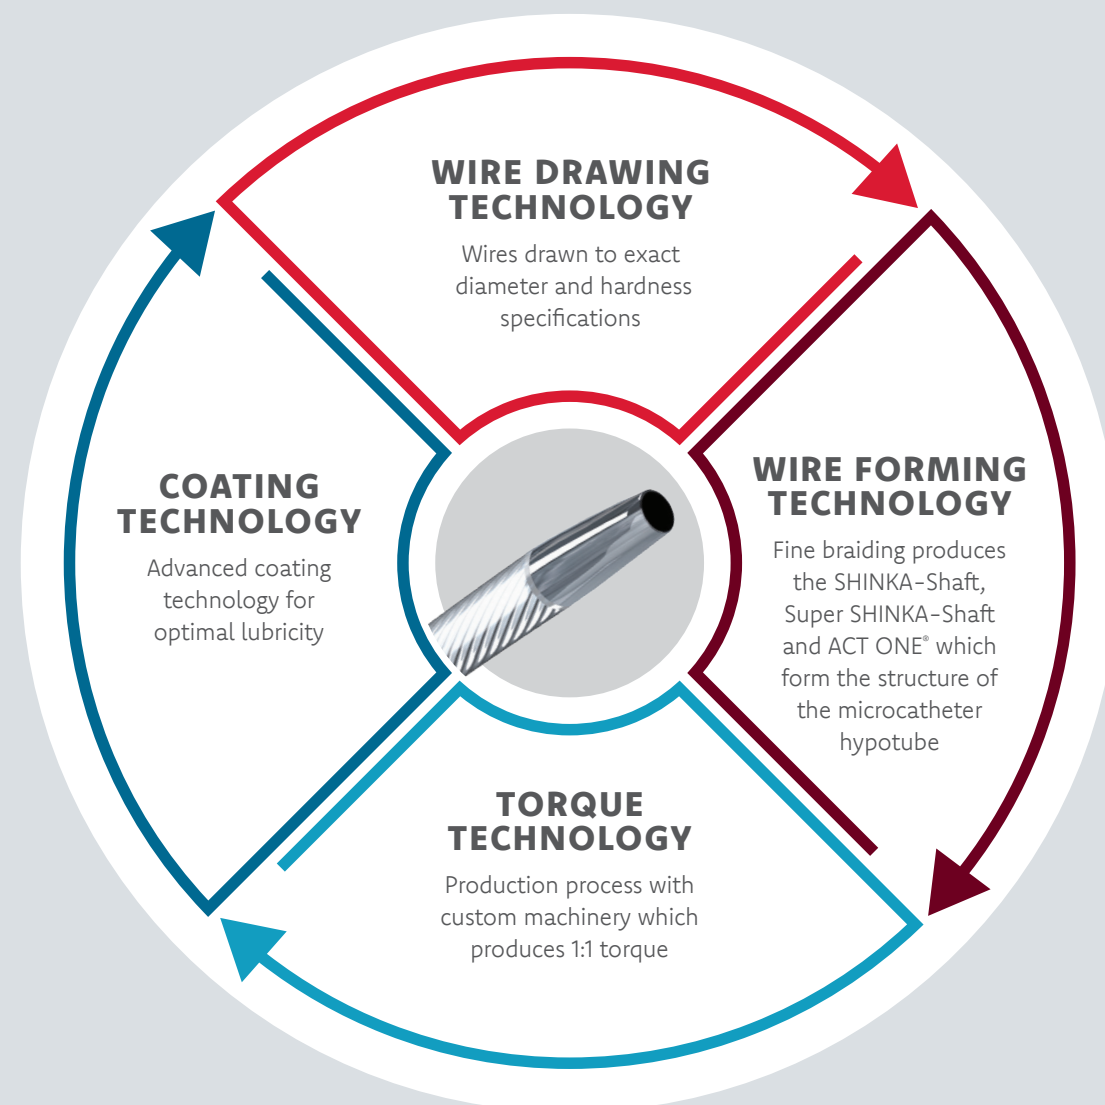 WIRE DRAWING
TECHNOLOGY
Wires drawn to exact
diameter and hardness
specifications
WIRE FORMING
TECHNOLOGY
Fine braiding produces
the SHINKA-Shaft,
Super SHINKA-Shaft
and ACT ONE® which
form the structure of
the microcatheter
hypotube
TORQUE
TECHNOLOGY
Production process with
custom machinery which
produces 1:1 torque
COATING
TECHNOLOGY
Advanced coating
technology for
optimal lubricity